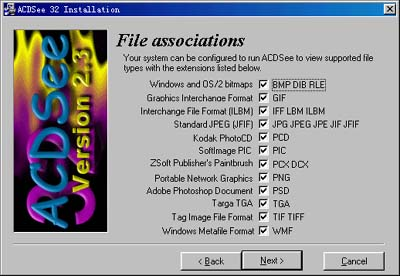 ACDSee 32 Installation
ACDSee
Version 2.3
File associations
Your system can be configured to run ACDSee to view supported file
types with the extensions listed below.
Windows and OS/2 bitmaps BMP DIB RLE
Graphics Interchange Format GIF
Interchange File Format (ILBM) IFF LBM ILBM
Standard JPEG (JFIF) JPG JPEG JPE JIF JFIF
Kodak PhotoCD PCD
SoftImage PIC PIC
ZSoft Publisher's Paintbrush PCX DCX
Portable Network Graphics PNG
Adobe Photoshop Document PSD
Targa TGA TGA
Tag Image File Format TIF TIFF
Windows Metafile Format WMF
< Back Next > Cancel